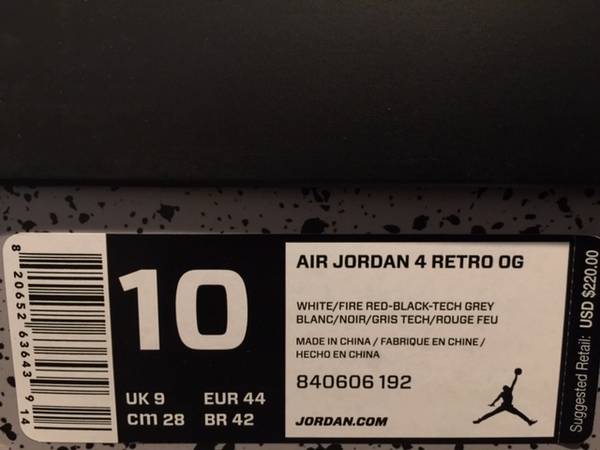 8 20652 63643 9 14
10
UK 9 EUR 44
cm 28 BR 42
AIR JORDAN 4 RETRO OG
WHITE/FIRE RED-BLACK-TECH GREY
BLANC/NOIR/GRIS TECH/ROUGE FEU
MADE IN CHINA / FABRIQUE EN CHINE /
HECHO EN CHINA
840606 192
JORDAN.COM
Suggested Retail: USD $220.00